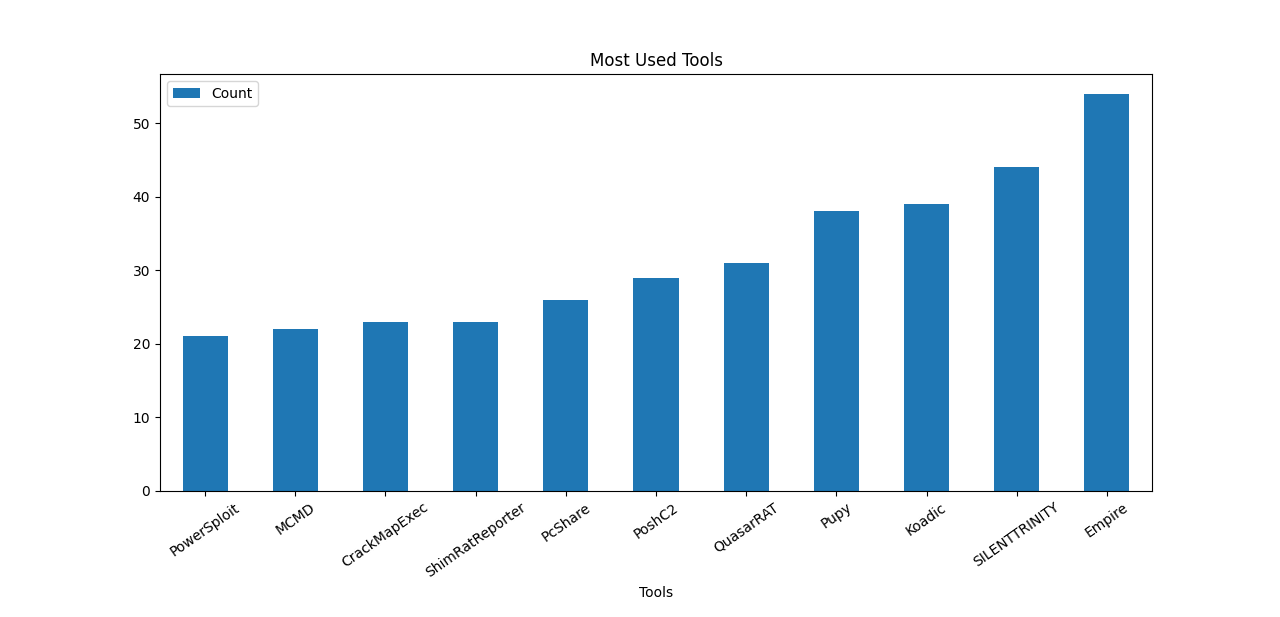 Most Used Tools
Count
50
40
30
20
10
0
PowerSploit
MCMD
CrackMapExec
ShimRatReporter
PcShare
PoshC2
QuasarRAT
Pupy
Koadic
SILENTTRINITY
Empire
Tools